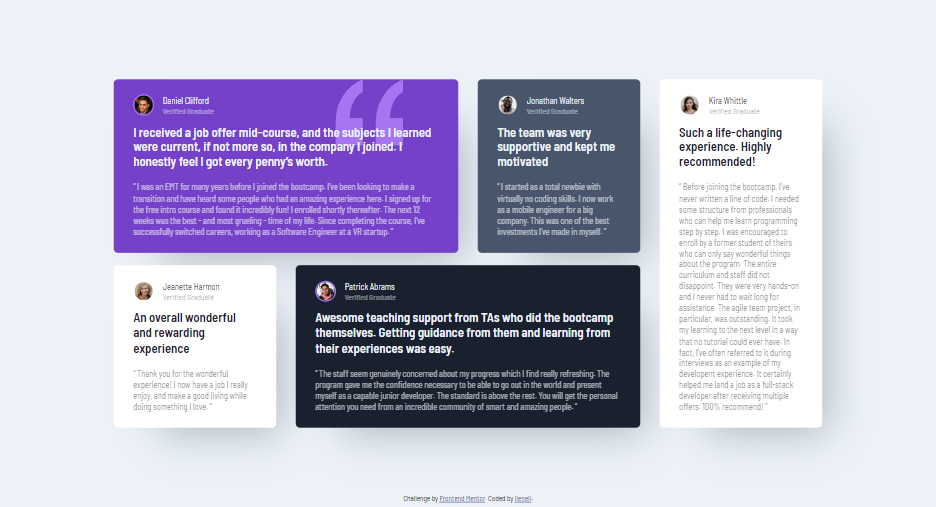 Daniel Clifford
Verified Graduate
I received a job offer mid-course, and the subjects I learned
were current, if not more so, in the company I joined. I
honestly feel I got every penny's worth.
" I was an EMT for many years before I joined the bootcamp. I've been looking to make a
transition and have heard some people who had an amazing experience here. I signed up for
the free intro course and found it incredibly fun! I enrolled shortly thereafter. The next 12
weeks was the best - and most grueling - time of my life. Since completing the course, I've
successfully switched careers, working as a Software Engineer at a VR startup. "
Jonathan Walters
Verified Graduate
The team was very
supportive and kept me
motivated
" I started as a total newbie with
virtually no coding skills. I now work
as a mobile engineer for a big
company. This was one of the best
investments I've made in myself. "
Kira Whittle
Verified Graduate
Such a life-changing
experience. Highly
recommended!
" Before joining the bootcamp, I've
never written a line of code. I needed
some structure from professionals
who can help me learn programming
step by step. I was encouraged to
enroll by a former student of theirs
who can only say wonderful things
about the program. The entire
curriculum and staff did not
disappoint. They were very hands-on
and I never had to wait long for
assistance. The agile team project, in
particular, was outstanding. It took
my learning to the next level in a way
that no tutorial could ever have. In
fact, I've often referred to it during
interviews as an example of my
developent experience. It certainly
helped me land a job as a full-stack
developer after receiving multiple
offers. 100% recommend! "
Jeanette Harmon
Verified Graduate
An overall wonderful
and rewarding
experience
" Thank you for the wonderful
experience! I now have a job I really
enjoy, and make a good living while
doing something I love. "
Patrick Abrams
Verified Graduate
Awesome teaching support from TAs who did the bootcamp
themselves. Getting guidance from them and learning from
their experiences was easy.
" The staff seem genuinely concerned about my progress which I find really refreshing. The
program gave me the confidence necessary to be able to go out in the world and present
myself as a capable junior developer. The standard is above the rest. You will get the personal
attention you need from an incredible community of smart and amazing people. "
Challenge by Frontend Mentor. Coded by